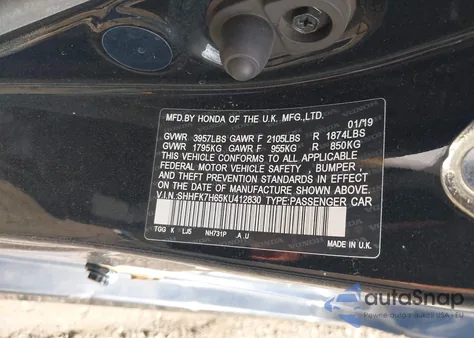 MFD.BY HONDA OF THE U.K. MFG.,LTD. 01/19
GVWR 3957LBS GAWR F 2105LBS R 1874LBS
GVWR 1795KG GAWR F 955KG R 850KG
THIS VEHICLE CONFORMS TO ALL APPLICABLE
FEDERAL MOTOR VEHICLE SAFETY , BUMPER ,
AND THEFT PREVENTION STANDARDS IN
EFFECT ON THE DATE OF
MANUFACTURE SHOWN ABOVE.
V.I.N.:SHHFK7H65KU412830 TYPE:PASSENGER CAR
TGG K LJ5 NH731P .A .U
MADE IN U.K.
autoSnap